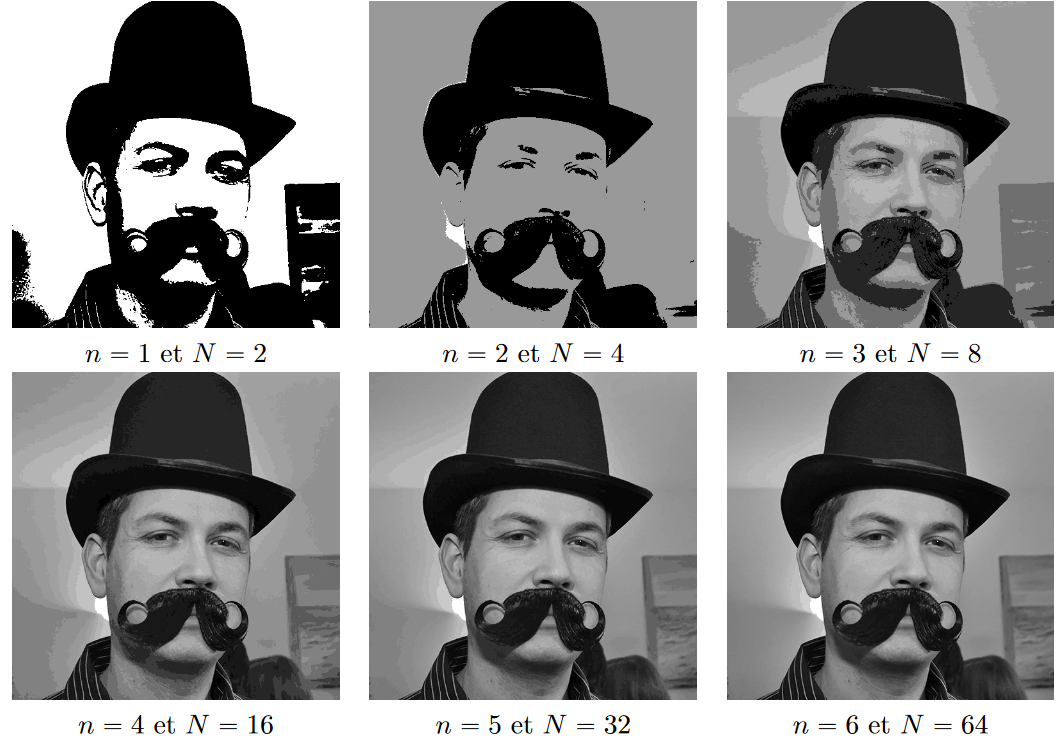 n = 1 et N = 2
n = 2 et N = 4
n = 3 et N = 8
n = 4 et N = 16
n = 5 et N = 32
n = 6 et N = 64